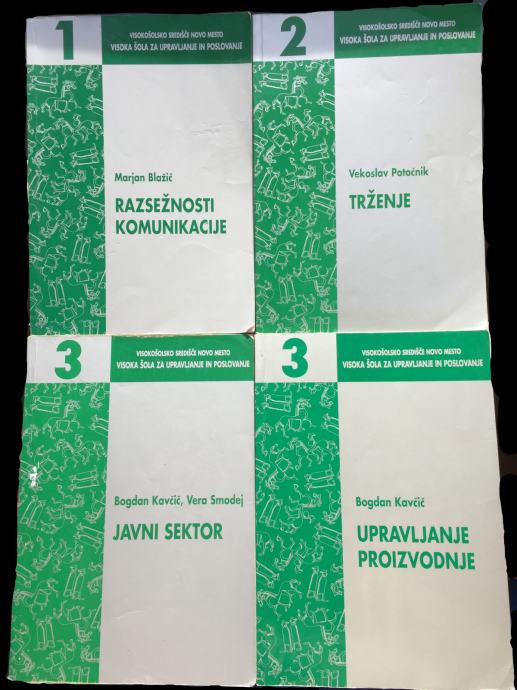 1
VISOKOŠOLSKO SREDIŠČE NOVO MESTO
VISOKA ŠOLA ZA UPRAVLJANJE IN POSLOVANJE
Marjan Blažič
RAZSEŽNOSTI
KOMUNIKACIJE
2
VISOKOŠOLSKO SREDIŠČE NOVO MESTO
VISOKA ŠOLA ZA UPRAVLJANJE IN POSLOVANJE
Vekoslav Potočnik
TRŽENJE
3
VISOKOŠOLSKO SREDIŠČE NOVO MESTO
VISOKA ŠOLA ZA UPRAVLJANJE IN POSLOVANJE
Bogdan Kavčič, Vera Smodej
JAVNI SEKTOR
3
VISOKOŠOLSKO SREDIŠČE NOVO MESTO
VISOKA ŠOLA ZA UPRAVLJANJE IN POSLOVANJE
Bogdan Kavčič
UPRAVLJANJE
PROIZVODNJE